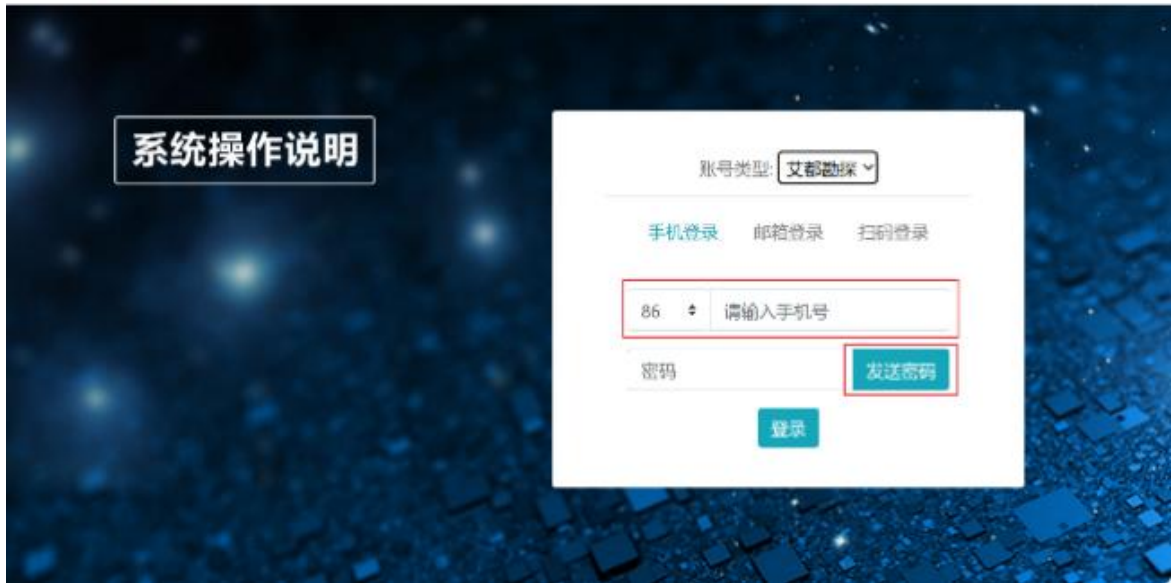 系统操作说明
账号类型: 艾都勘探
手机登录 邮箱登录 扫码登录
86 请输入手机号
密码 发送密码
登录